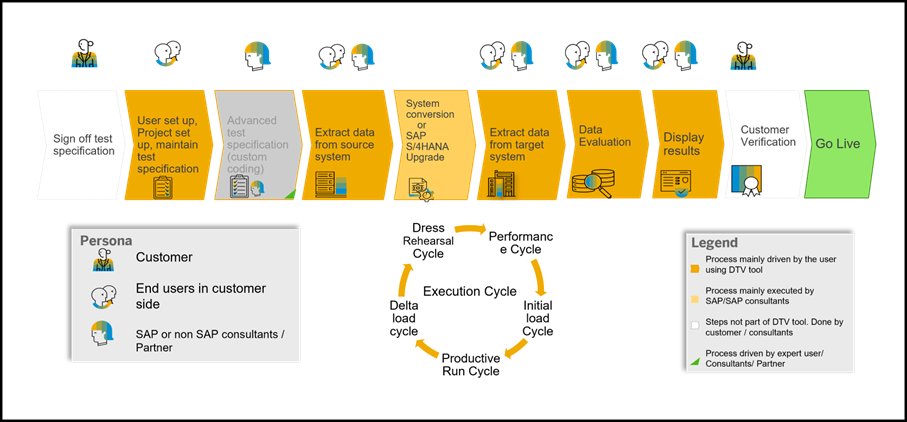 Sign off test
specification
User set up,
Project set
up, maintain
test
specification
Advanced
test
specification
(custom
coding)
Extract data
from source
system
System
conversion
or
SAP
S/4HANA
Upgrade
Extract data
from target
system
Data
Evaluation
Display
results
Customer
Verification
Go Live
Persona
Customer
End users in customer
side
SAP or non SAP consultants /
Partner
Dress
Rehearsal
Cycle
Performanc
e Cycle
Execution Cycle
Delta
load
cycle
Initial
load
Cycle
Productive
Run Cycle
Legend
Process mainly driven by the user
using DTV tool
Process mainly executed by
SAP/SAP consultants
Steps not part of DTV tool. Done by
customer / consultants
Process driven by expert user/
Consultants/ Partner